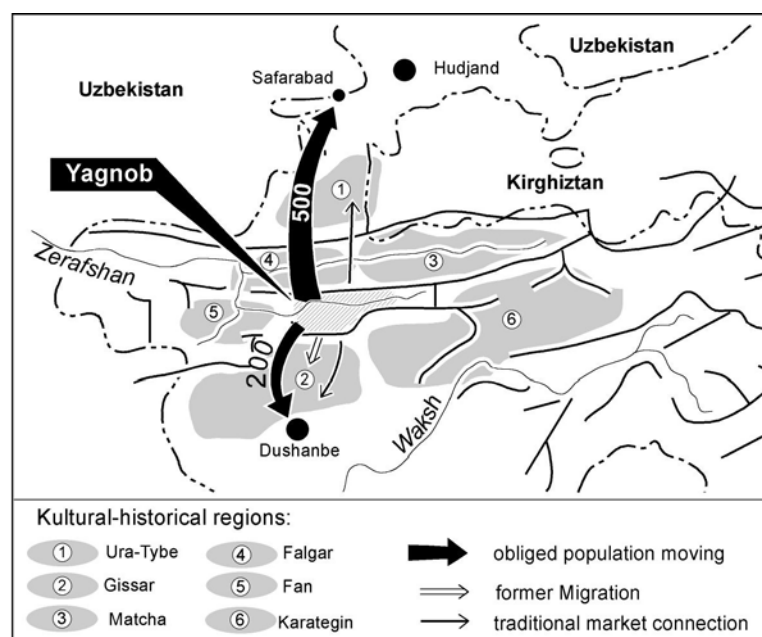 Uzbekistan
Uzbekistan
Safarabad
Hudjand
Yagnob
Kirghiztan
500
1
Zerafshan
4
3
5
6
200
2
Waksh
Dushanbe
Kultural-historical regions:
1 Ura-Tybe
4 Falgar
obliged population moving
2 Gissar
5 Fan
former Migration
3 Matcha
6 Karategin
traditional market connection